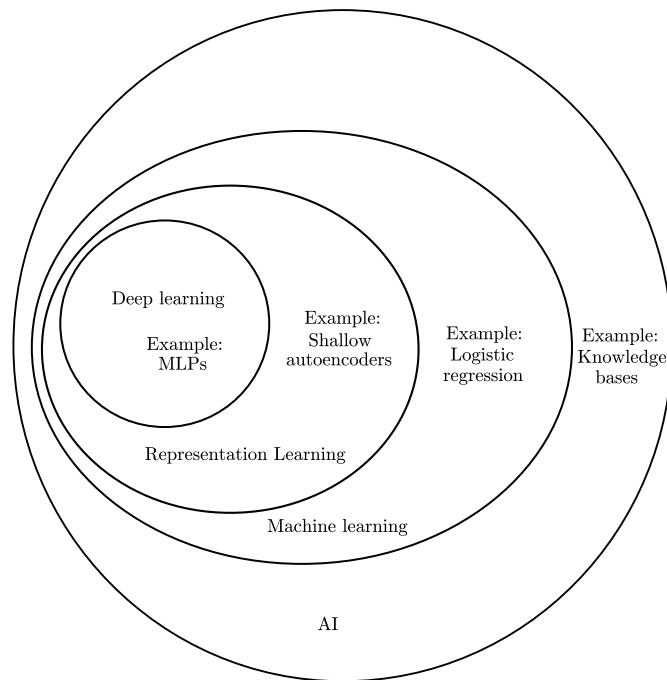 Deep learning
Example:
MLPs
Example:
Shallow
autoencoders
Example:
Logistic
regression
Example:
Knowledge
bases
Representation Learning
Machine learning
AI